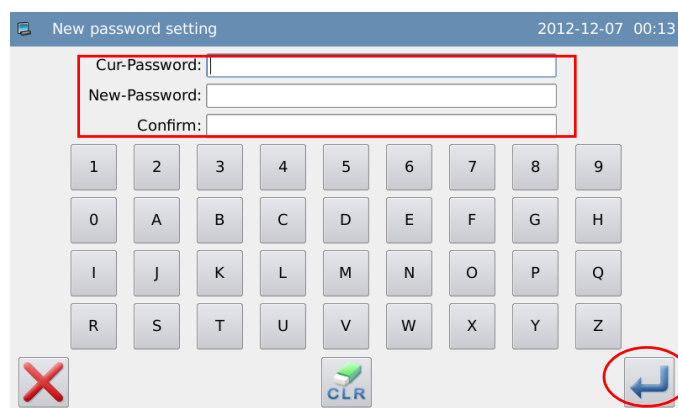 New password setting 2012-12-07 00:13
Cur-Password:
New-Password:
Confirm:
1 2 3 4 5 6 7 8 9
0 A B C D E F G H
I J K L M N O P Q
R S T U V W X Y Z
CLR